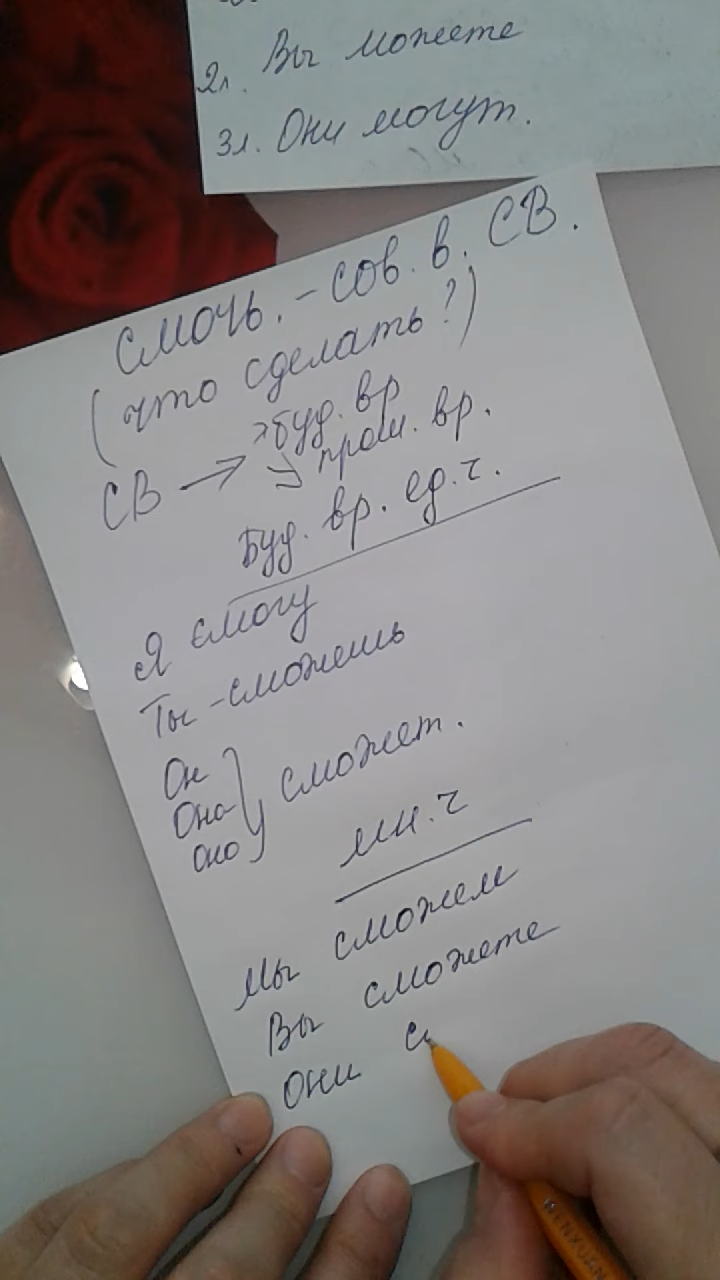 2л. Вы можете
3л. Они могут.
смочь. - сов. в. СВ.
(что сделать?)
СВ → буд. вр
прош. вр.
Буд. вр. ед. ч.
Я смогу
Ты - сможешь
Он
Она
оно
сможет.
мн. ч
Мы сможем
Вы сможете
Они с
WENXUAN